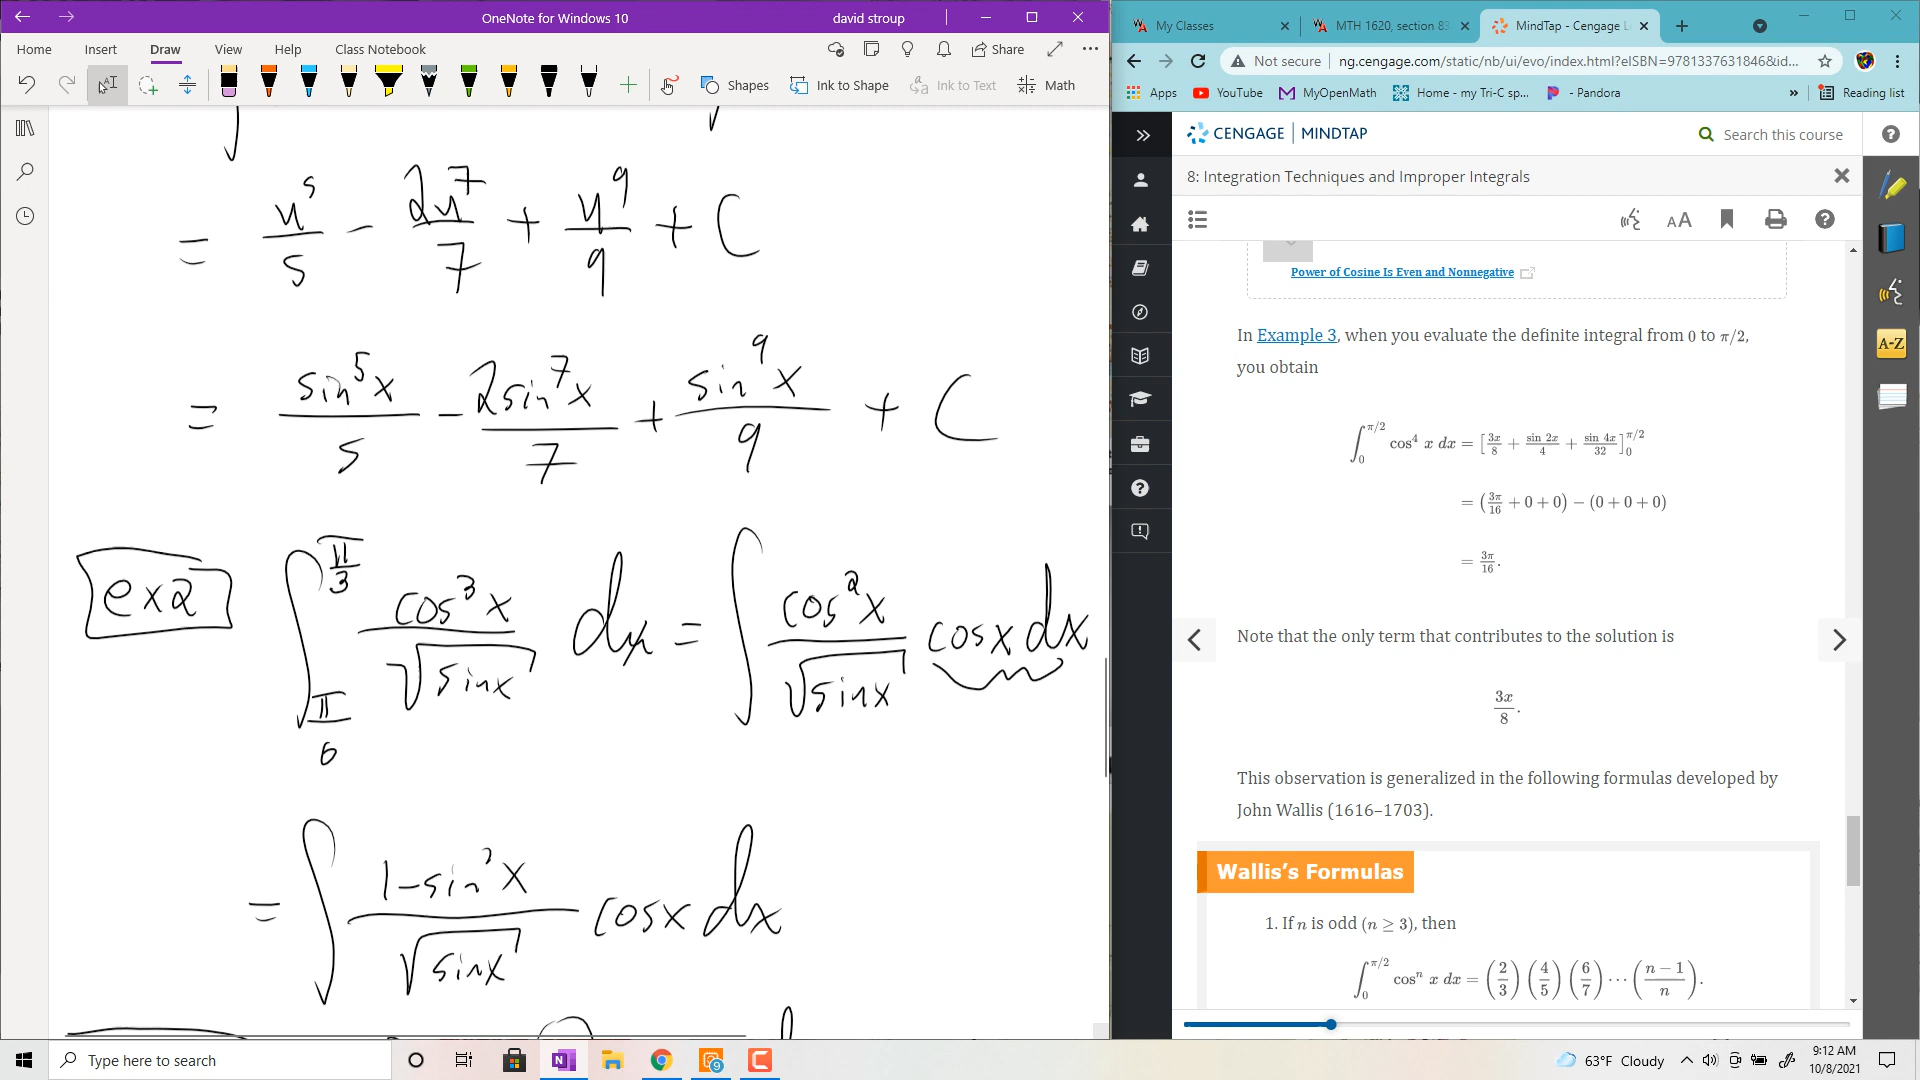 OneNote for Windows 10
david stroup
Home Insert Draw View Help Class Notebook
Share
Shapes
Ink to Shape
Ink to Text
Math
= u^5/5 - 2u^7/7 + u^9/9 + C
= sin^5 x/5 - 2sin^7 x/7 + sin^9 x/9 + C
ex2 ∫_{π/6}^{π/3} cos^3 x/√sinx dx = ∫ cos^2 x/√sinx cosx dx
= ∫ 1-sin^2 x/√sinx cosx dx
My Classes
MTH 1620, section 83
MindTap - Cengage L
Not secure
ng.cengage.com/static/nb/ui/evo/index.html?eISBN=9781337631846&id...
Apps
YouTube
MyOpenMath
Home - my Tri-C sp...
- Pandora
»
Reading list
CENGAGE | MINDTAP
Search this course
8: Integration Techniques and Improper Integrals
AA
A-Z
Power of Cosine Is Even and Nonnegative
In Example 3, when you evaluate the definite integral from 0 to π/2,
you obtain
∫_0^{π/2} cos^4 x dx = [3x/8 + sin 2x/4 + sin 4x/32]_0^{π/2}
= (3π/16 + 0 + 0) − (0 + 0 + 0)
= 3π/16.
Note that the only term that contributes to the solution is
3x/8.
This observation is generalized in the following formulas developed by
John Wallis (1616–1703).
Wallis's Formulas
1. If n is odd (n ≥ 3), then
∫_0^{π/2} cos^n x dx = (2/3)(4/5)(6/7)⋯(n − 1/n).
Type here to search
9
63°F Cloudy
9:12 AM
10/8/2021